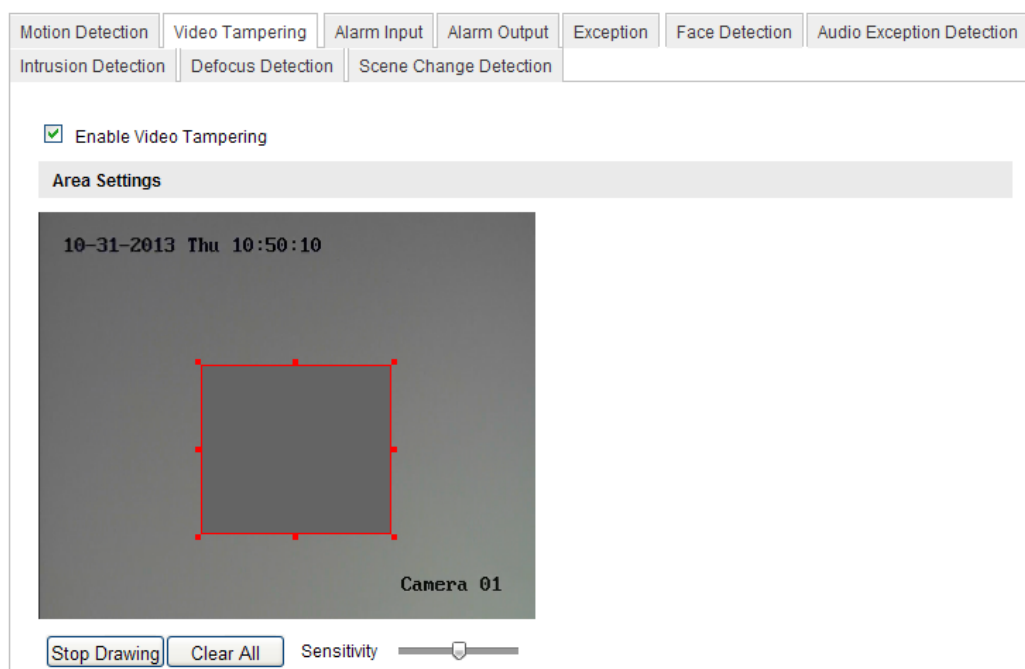 Motion Detection Video Tampering Alarm Input Alarm Output Exception Face Detection Audio Exception Detection
Intrusion Detection Defocus Detection Scene Change Detection
Enable Video Tampering
Area Settings
10-31-2013 Thu 10:50:10
Camera 01
Stop Drawing Clear All Sensitivity